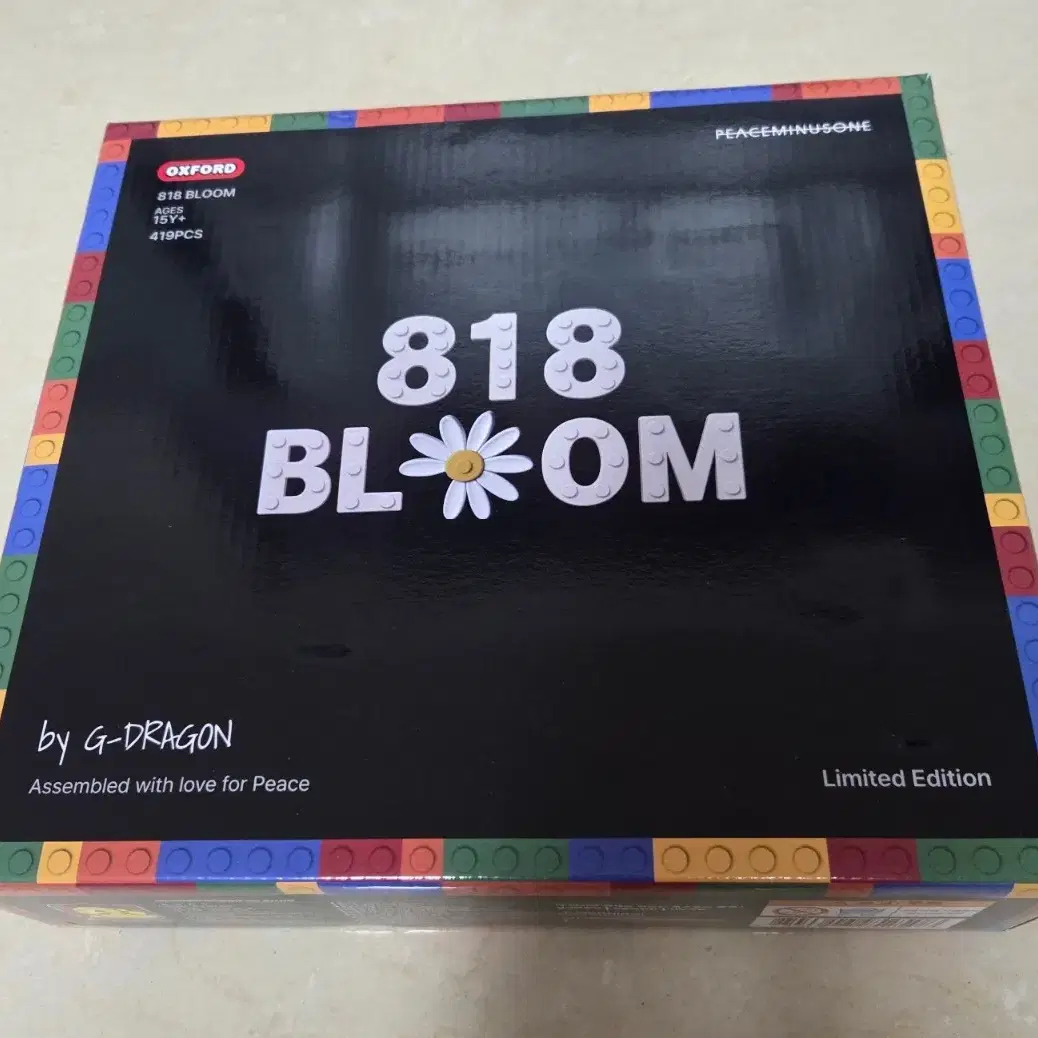 PEACEMINUSONE
OXFORD
818 BLOOM
AGES
15Y+
419PCS
818
BLOOM
by G-DRAGON
Assembled with love for Peace
Limited Edition